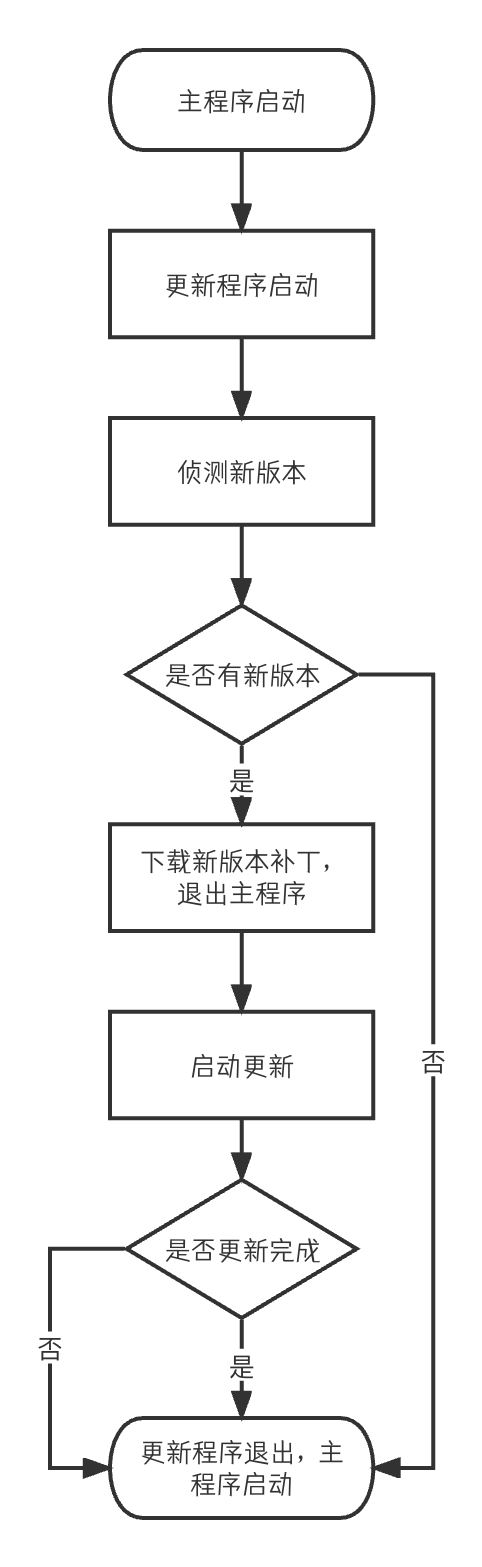 主程序启动
更新程序启动
侦测新版本
是否有新版本
是
下载新版本补丁，
退出主程序
启动更新
否
是否更新完成
否
是
更新程序退出，主
程序启动